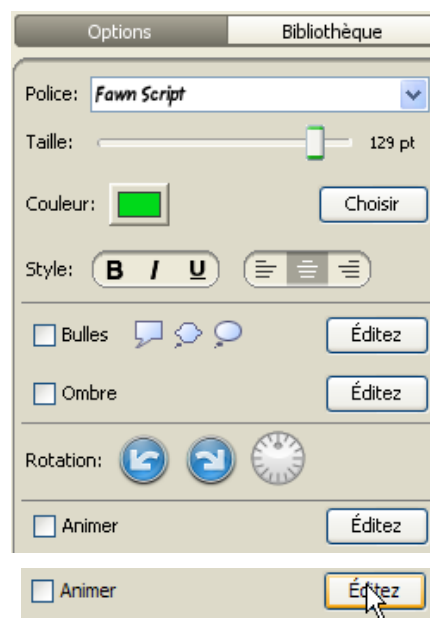 Options Bibliothèque
Police: Fawn Script
Taille: 129 pt
Couleur: Choisir
Style: B I U
Bulles Éditez
Ombre Éditez
Rotation:
Animer Éditez
Animer Éditez